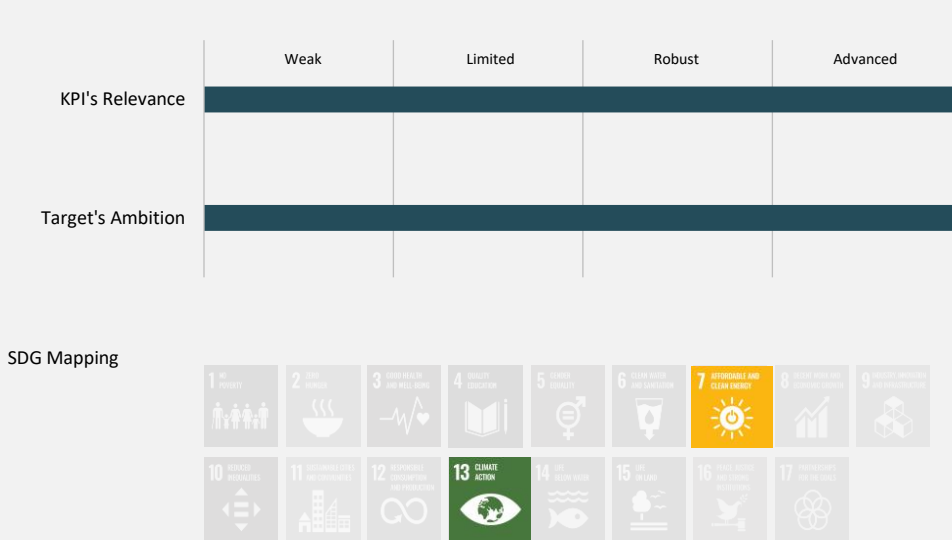 Weak Limited Robust Advanced
KPI's Relevance
Target's Ambition
SDG Mapping
1 NO
POVERTY
2 ZERO
HUNGER
3 GOOD HEALTH
AND WELL-BEING
4 QUALITY
EDUCATION
5 GENDER
EQUALITY
6 CLEAN WATER
AND SANITATION
7 AFFORDABLE AND
CLEAN ENERGY
8 DECENT WORK AND
ECONOMIC GROWTH
9 INDUSTRY, INNOVATION
AND INFRASTRUCTURE
10 REDUCED
INEQUALITIES
11 SUSTAINABLE CITIES
AND
12 RESPONSIBLE
CONSUMPTION
AND PRODUCTION
13 CLIMATE
ACTION
14 LIFE
BELOW WATER
15 LIFE
ON LAND
16 PEACE, JUSTICE
AND STRONG
INSTITUTIONS
17 PARTNERSHIPS
FOR THE GOALS